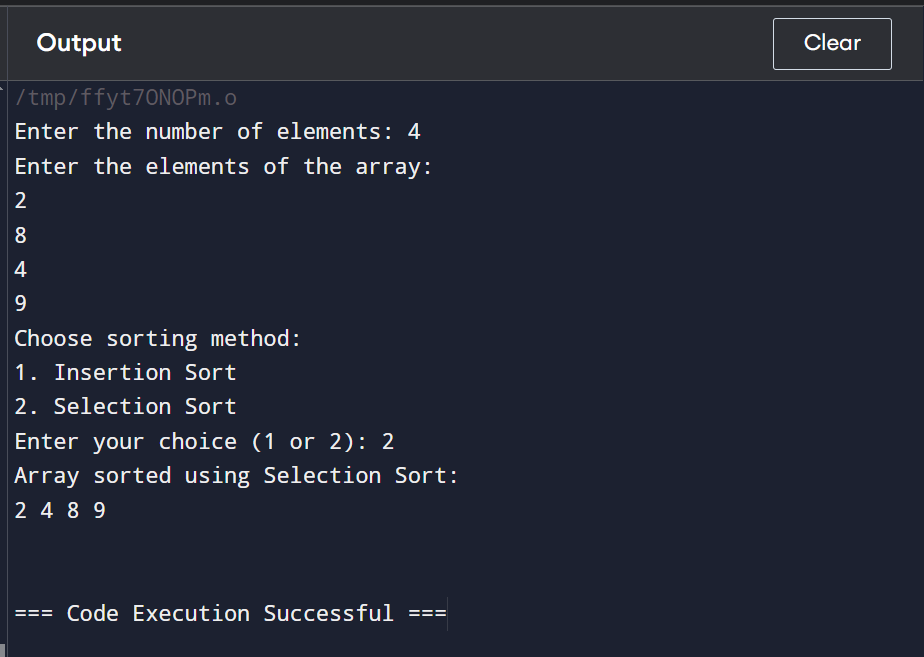 Output
Clear
/tmp/ffyt7ONOPm.o
Enter the number of elements: 4
Enter the elements of the array:
2
8
4
9
Choose sorting method:
1. Insertion Sort
2. Selection Sort
Enter your choice (1 or 2): 2
Array sorted using Selection Sort:
2 4 8 9
=== Code Execution Successful ===